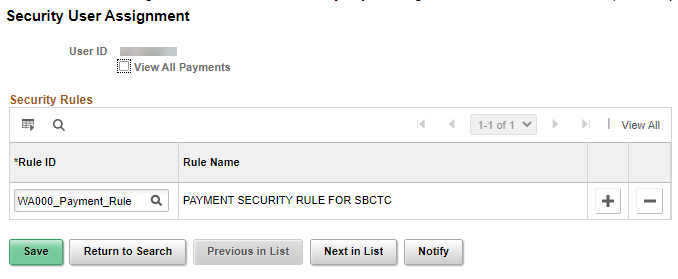 Security User Assignment
User ID
View All Payments
Security Rules
1-1 of 1 | View All
*Rule ID Rule Name
WA000_Payment_Rule PAYMENT SECURITY RULE FOR SBCTC
Save Return to Search Previous in List Next in List Notify